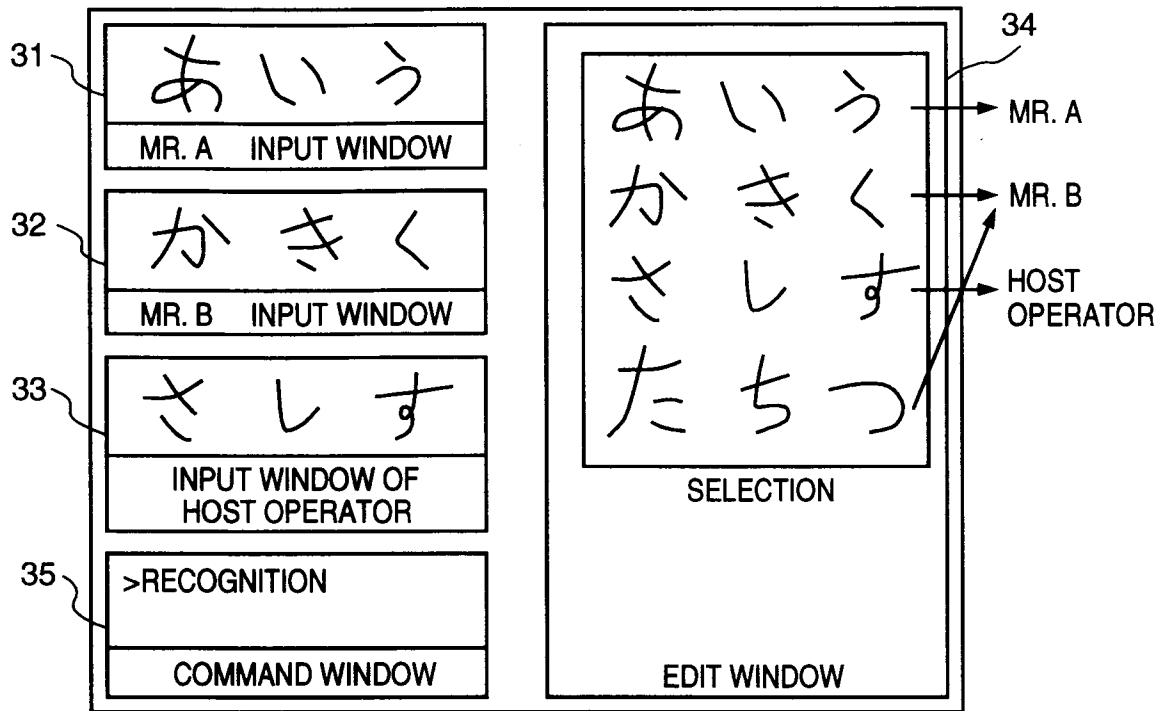 31
あいう
MR. A INPUT WINDOW
32
かきく
MR. B INPUT WINDOW
33
さしす
INPUT WINDOW OF
HOST OPERATOR
35
>RECOGNITION
COMMAND WINDOW
34
あいう
MR. A
かきく
MR. B
さしす
HOST
OPERATOR
たちつ
SELECTION
EDIT WINDOW